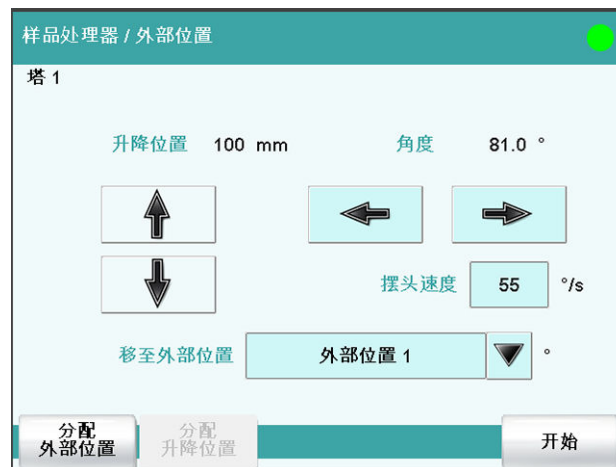 样品处理器 / 外部位置
塔 1
升降位置 100 mm 角度 81.0 °
摆头速度 55 °/s
移至外部位置 外部位置 1 °
分配
外部位置
分配
升降位置
开始